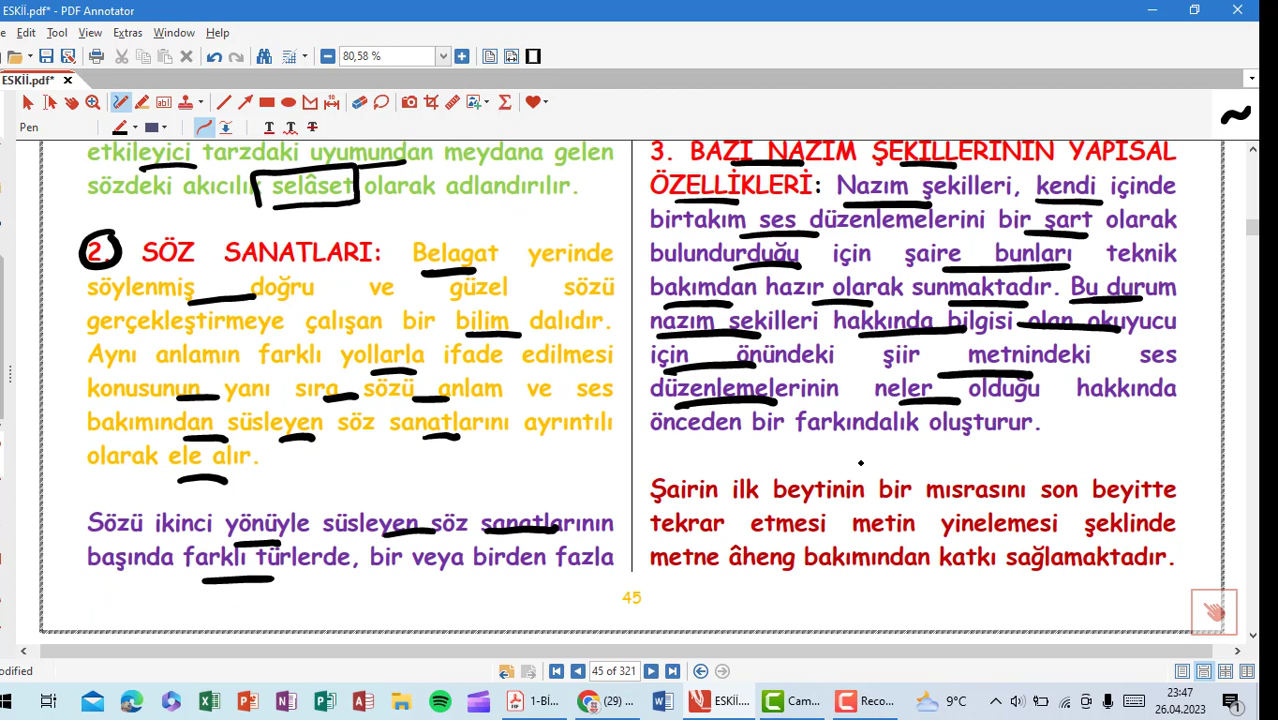 ESKİİ.pdf* - PDF Annotator
Edit Tool View Extras Window Help
80,58 %
ESKİİ.pdf*
Pen
etkileyici tarzdaki uyumundan meydana gelen
sözdeki akıcılık selâset olarak adlandırılır.
2. SÖZ SANATLARI: Belagat yerinde
söylenmiş doğru ve güzel sözü
gerçekleştirmeye çalışan bir bilim dalıdır.
Aynı anlamın farklı yollarla ifade edilmesi
konusunun yanı sıra sözü anlam ve ses
bakımından süsleyen söz sanatlarını ayrıntılı
olarak ele alır.
Sözü ikinci yönüyle süsleyen söz sanatlarının
başında farklı türlerde, bir veya birden fazla
3. BAZI NAZIM ŞEKİLLERİNİN YAPISAL
ÖZELLİKLERİ: Nazım şekilleri, kendi içinde
birtakım ses düzenlemelerini bir şart olarak
bulundurduğu için şaire bunları teknik
bakımdan hazır olarak sunmaktadır. Bu durum
nazım şekilleri hakkında bilgisi olan okuyucu
için önündeki şiir metnindeki ses
düzenlemelerinin neler olduğu hakkında
önceden bir farkındalık oluşturur.
Şairin ilk beytinin bir mısrasını son beyitte
tekrar etmesi metin yinelemesi şeklinde
metne âheng bakımından katkı sağlamaktadır.
45
odified
45 of 321
1-Bİ...
(29) ...
ESKİİ....
Cam...
Reco...
9°C
23:47
26.04.2023